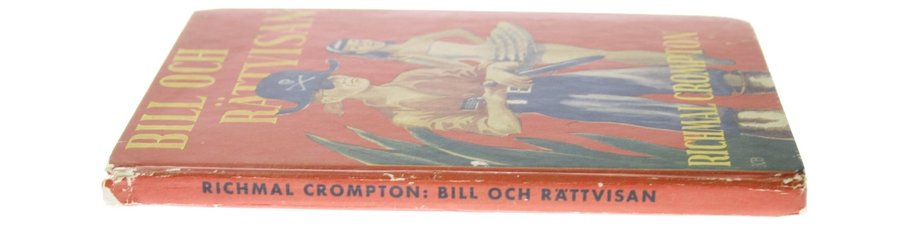 BILL OCH
RÄTTVISAN
RICHMAL CROMPTON
RICHMAL CROMPTON: BILL OCH RÄTTVISAN